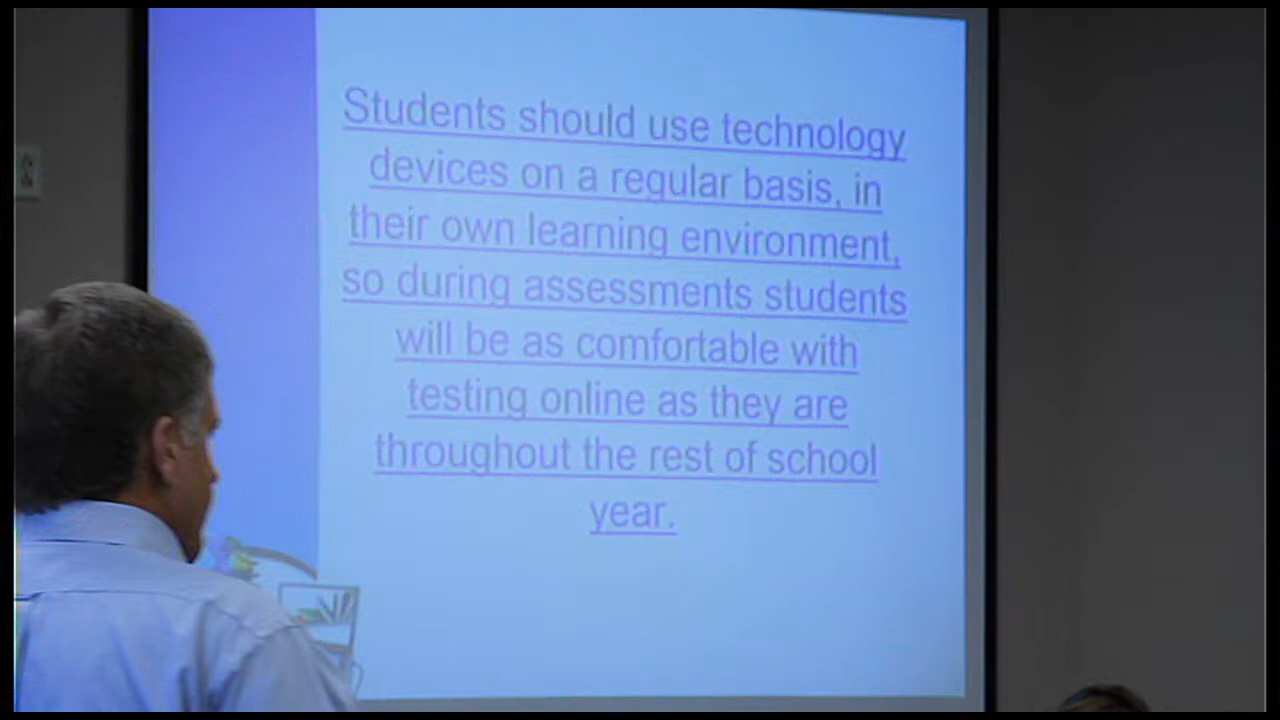 Students should use technology
devices on a regular basis, in
their own learning environment,
so during assessments students
will be as comfortable with
testing online as they are
throughout the rest of school
year.